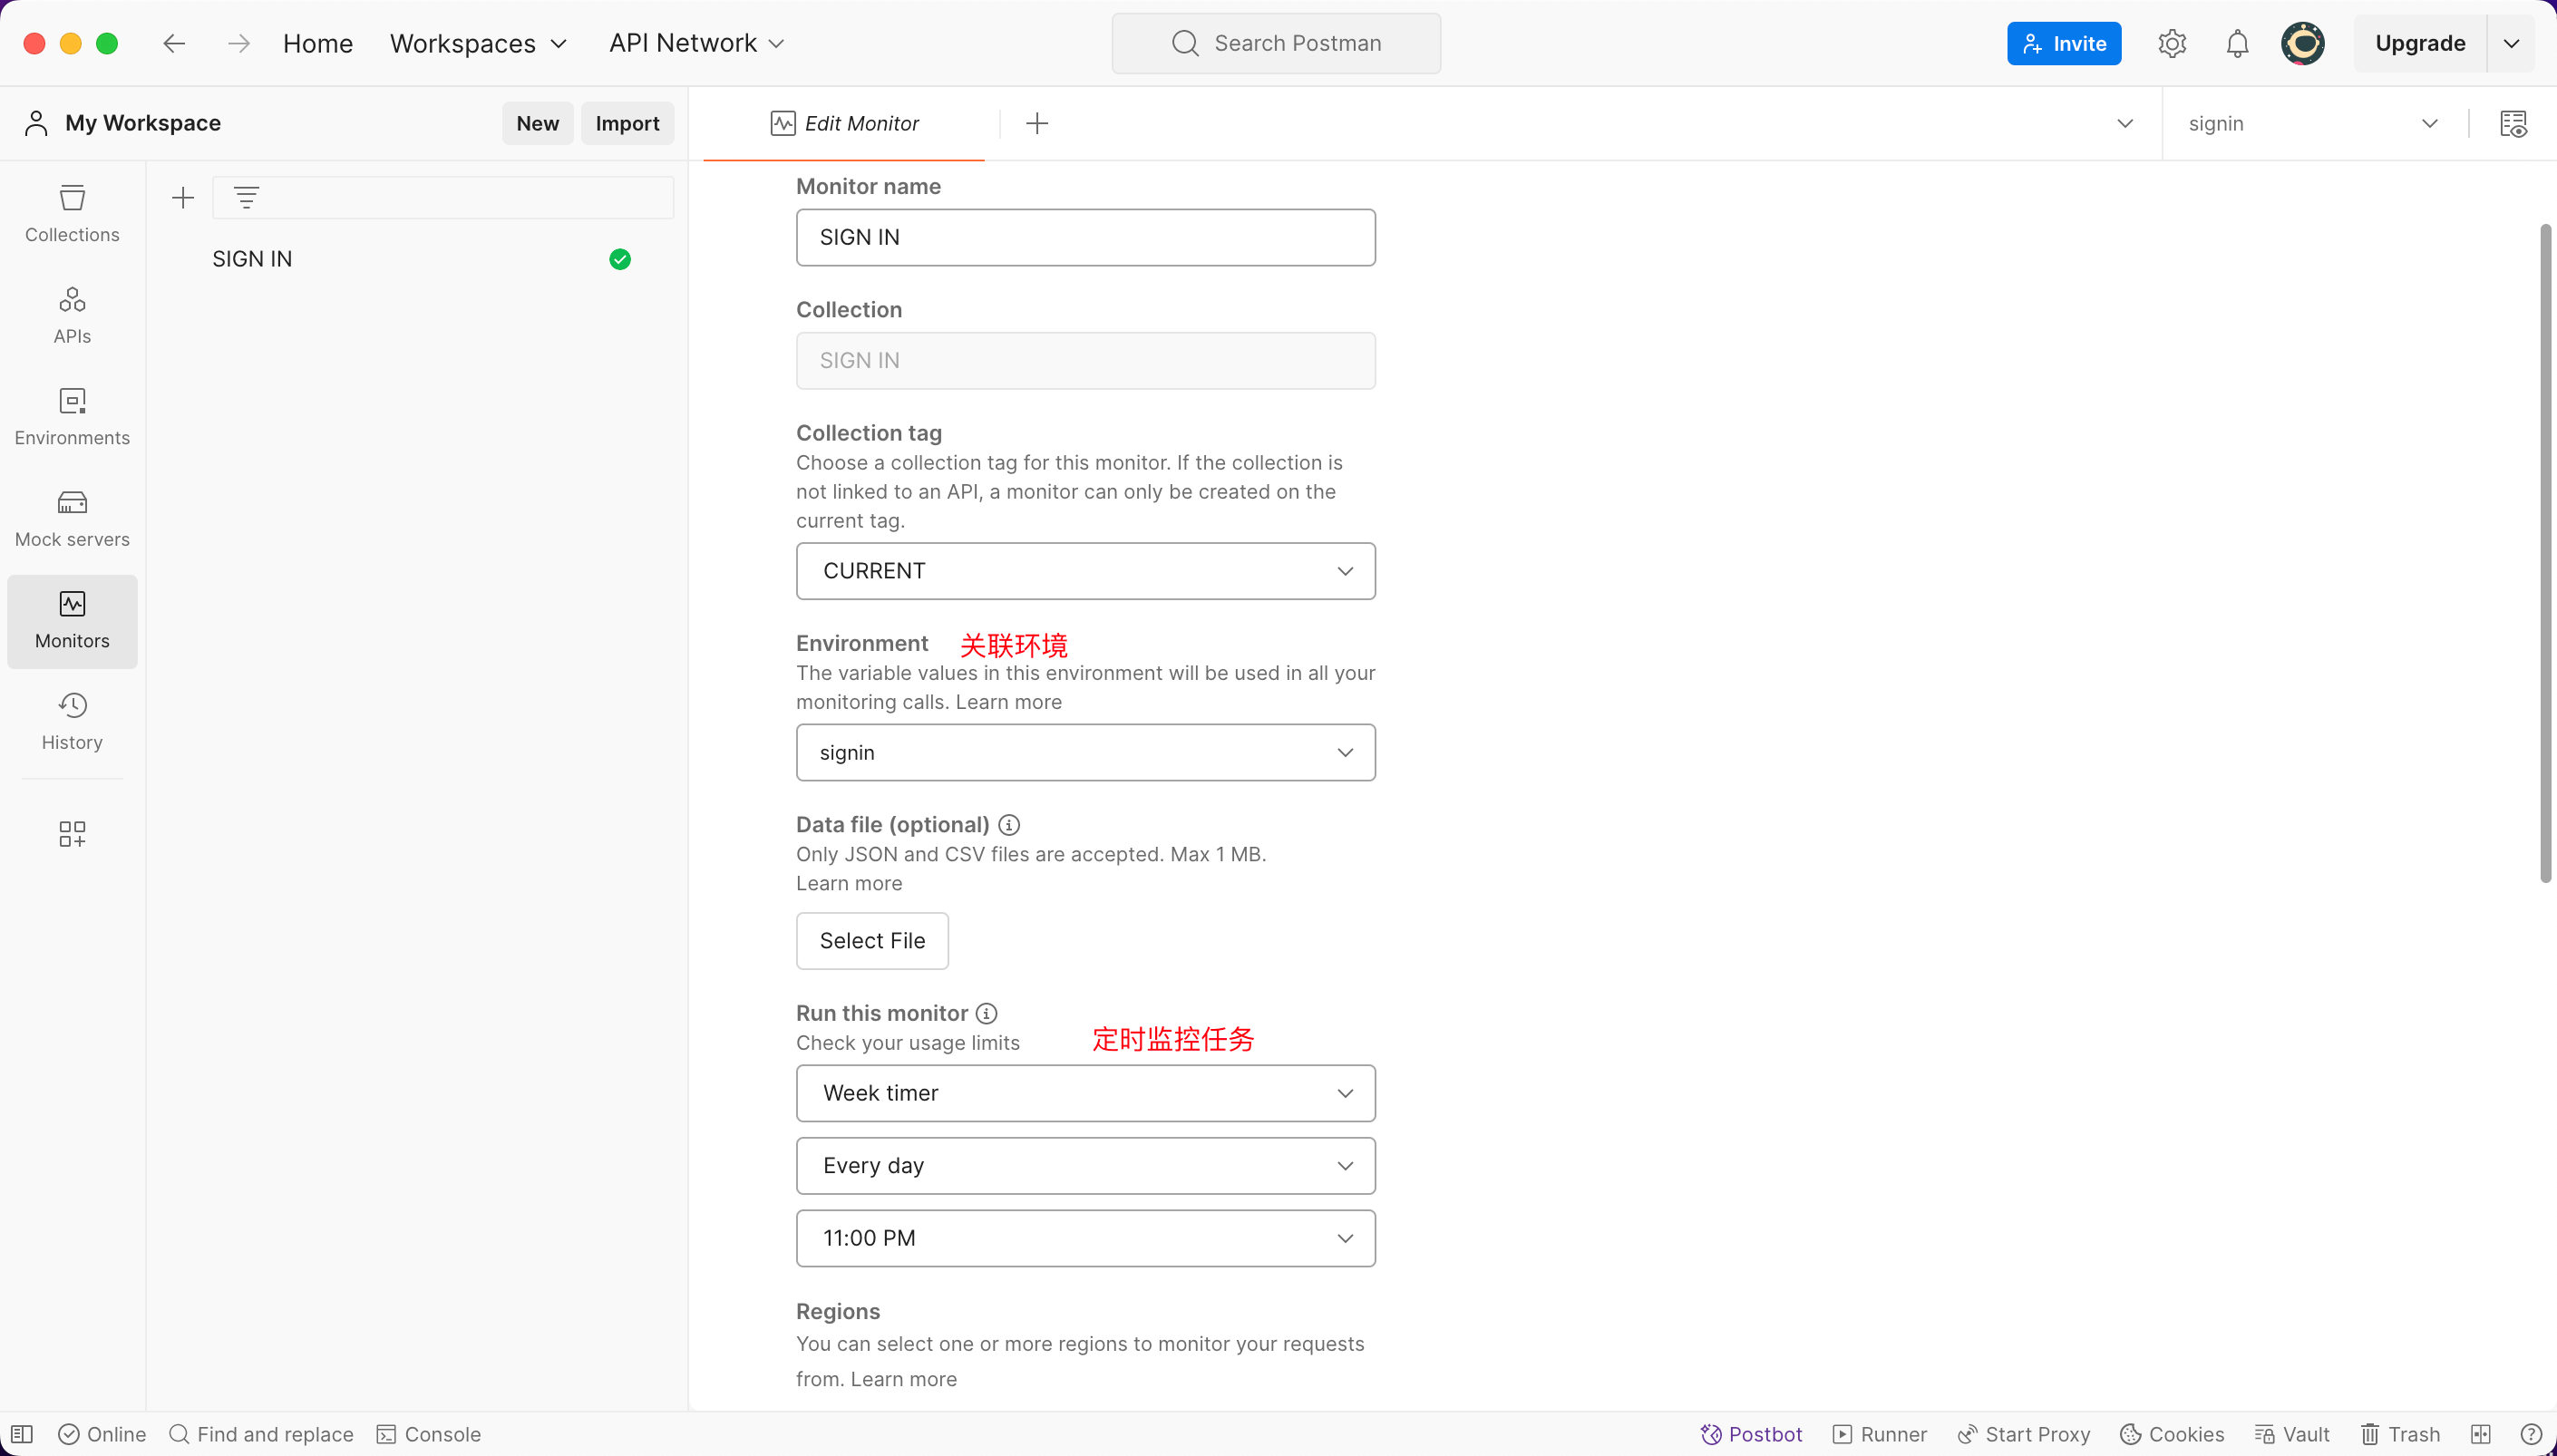 Home
Workspaces
API Network
Search Postman
Invite
Upgrade
My Workspace
New
Import
Edit Monitor
signin
Collections
APIs
Environments
Mock servers
Monitors
History
SIGN IN
Monitor name
SIGN IN
Collection
SIGN IN
Collection tag
Choose a collection tag for this monitor. If the collection is
not linked to an API, a monitor can only be created on the
current tag.
CURRENT
Environment 关联环境
The variable values in this environment will be used in all your
monitoring calls. Learn more
signin
Data file (optional)
Only JSON and CSV files are accepted. Max 1 MB.
Learn more
Select File
Run this monitor
Check your usage limits 定时监控任务
Week timer
Every day
11:00 PM
Regions
You can select one or more regions to monitor your requests
from. Learn more
Online
Find and replace
Console
Postbot
Runner
Start Proxy
Cookies
Vault
Trash